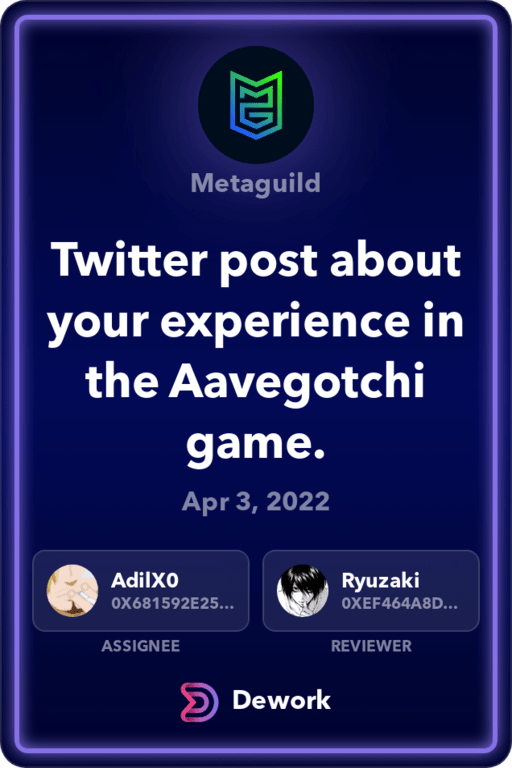 Metaguild
Twitter post about
your experience in
the Aavegotchi
game.
Apr 3, 2022
AdilX0
0X681592E25...
Ryuzaki
0XEF464A8D...
ASSIGNEE
REVIEWER
Dework